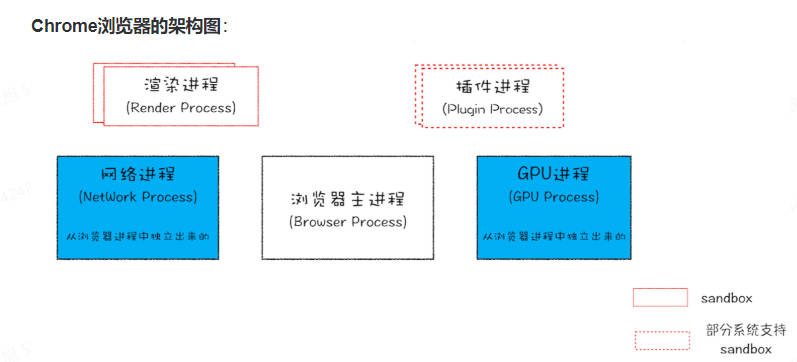 Chrome浏览器的架构图：
渲染进程
(Render Process)
插件进程
(Plugin Process)
网络进程
(NetWork Process)
从浏览器进程中独立出来的
浏览器主进程
(Browser Process)
GPU进程
(GPU Process)
从浏览器进程中独立出来的
sandbox
部分系统支持
sandbox